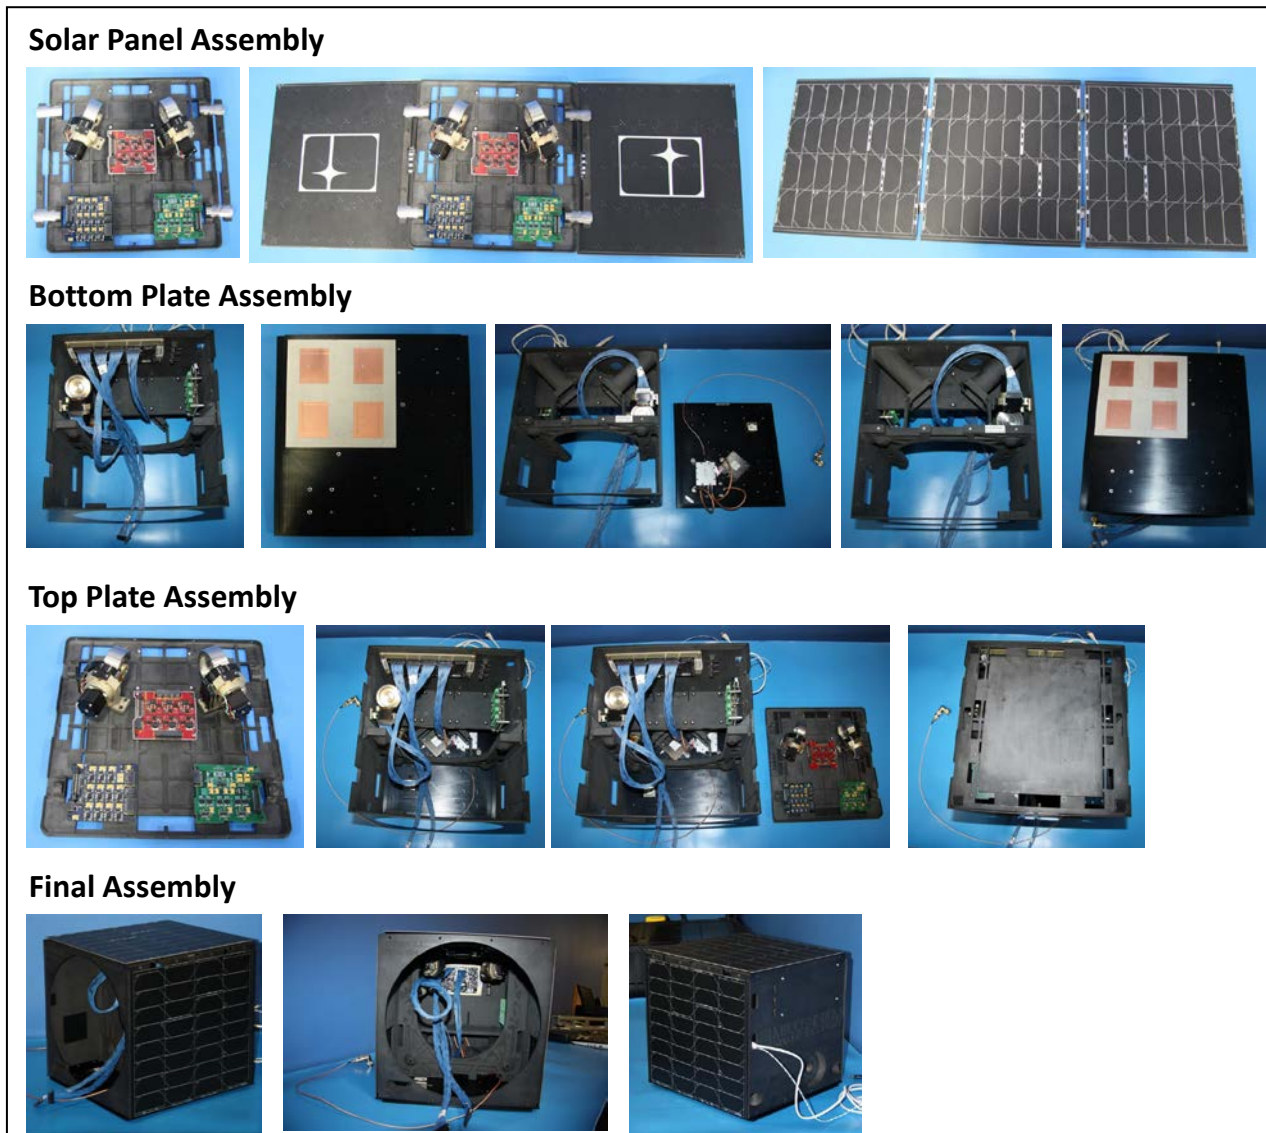 Solar Panel Assembly
Bottom Plate Assembly
Top Plate Assembly
Final Assembly